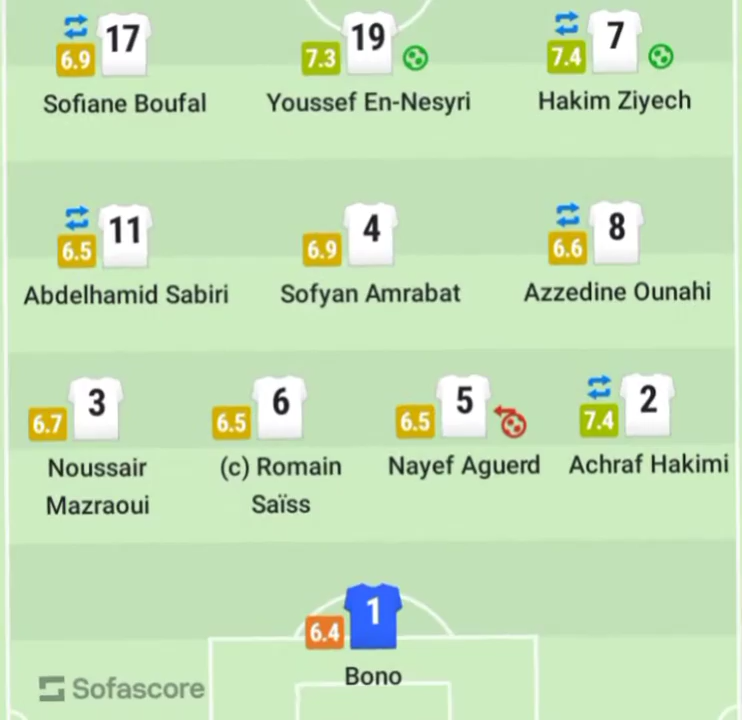 17
19
7
6.9
7.3
7.4
Sofiane Boufal
Youssef En-Nesyri
Hakim Ziyech
11
4
8
6.5
6.9
6.6
Abdelhamid Sabiri
Sofyan Amrabat
Azzedine Ounahi
3
6
5
2
6.7
6.5
6.5
7.4
Noussair
Mazraoui
(c) Romain
Saïss
Nayef Aguerd
Achraf Hakimi
1
6.4
Bono
Sofascore